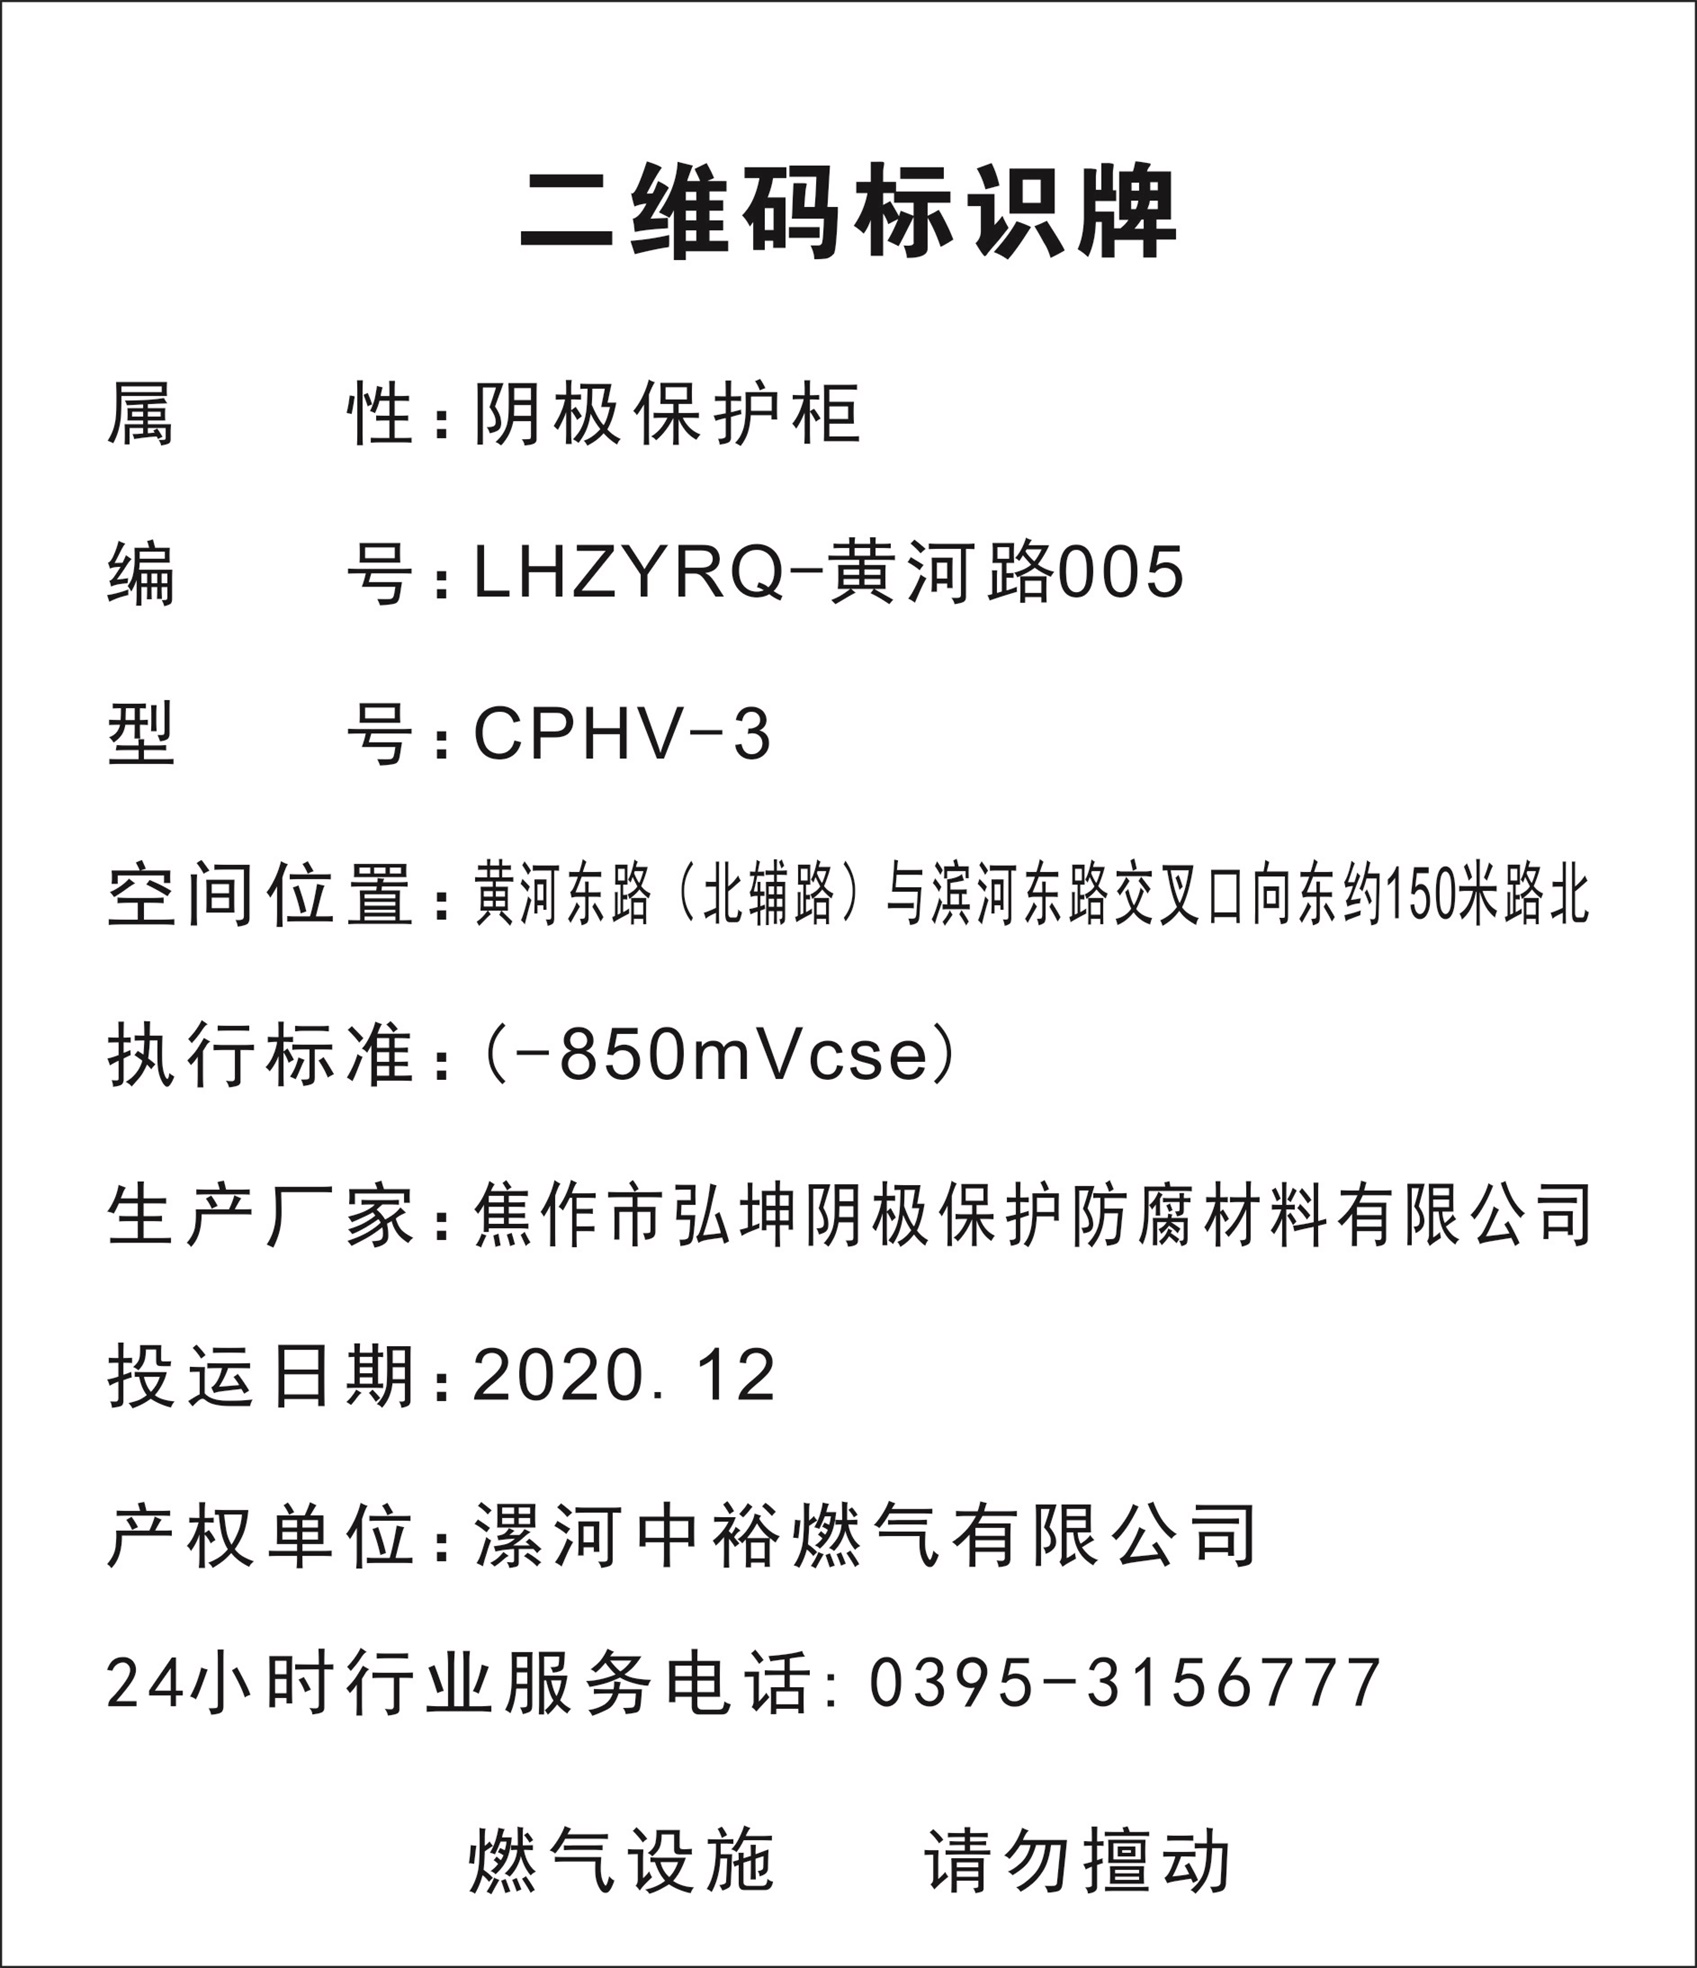 二维码标识牌
属性:阴极保护柜
编号:LHZYRQ-黄河路005
型号:CPHV-3
空间位置:黄河东路(北辅路)与滨河东路交叉口向东约150米路北
执行标准:(-850mVcse)
生产厂家:焦作市弘坤阴极保护防腐材料有限公司
投运日期:2020.12
产权单位:漯河中裕燃气有限公司
24小时行业服务电话:0395-3156777
燃气设施 请勿擅动